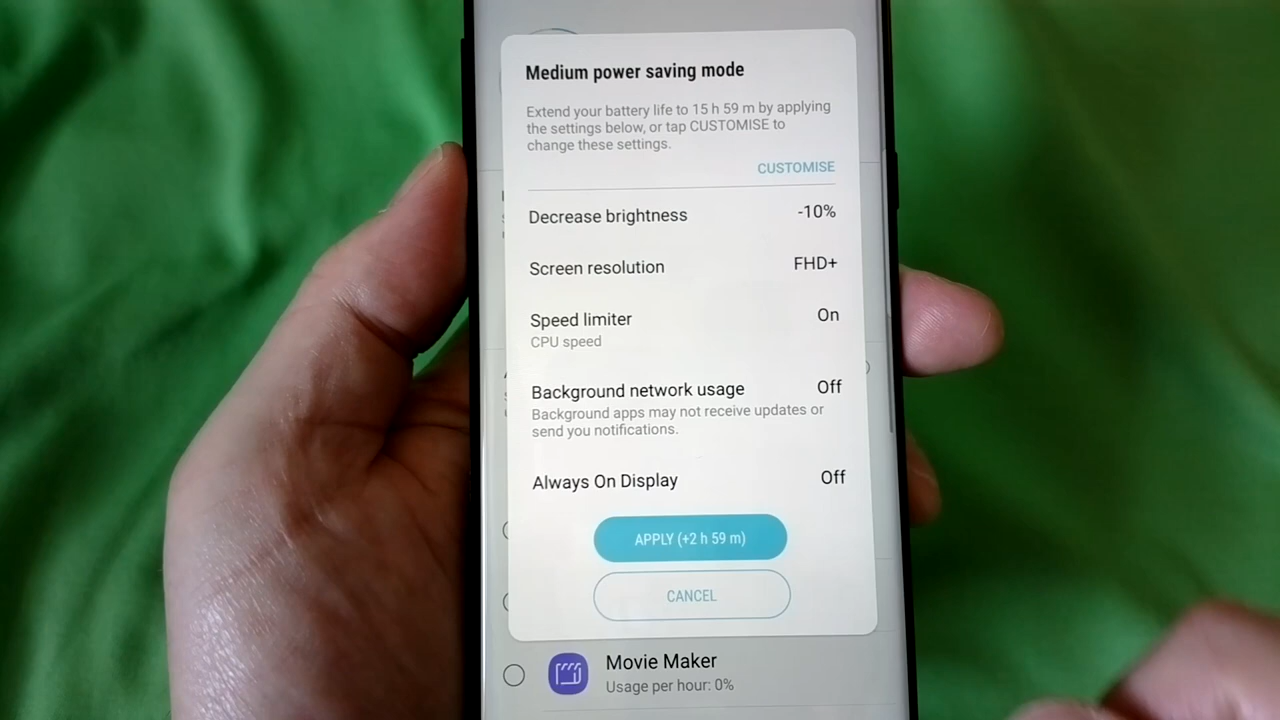 Medium power saving mode
Extend your battery life to 15 h 59 m by applying
the settings below, or tap CUSTOMISE to
change these settings.
CUSTOMISE
Decrease brightness -10%
Screen resolution FHD+
Speed limiter On
CPU speed
Background network usage Off
Background apps may not receive updates or
send you notifications.
Always On Display Off
APPLY (+2 h 59 m)
CANCEL
Movie Maker
Usage per hour: 0%